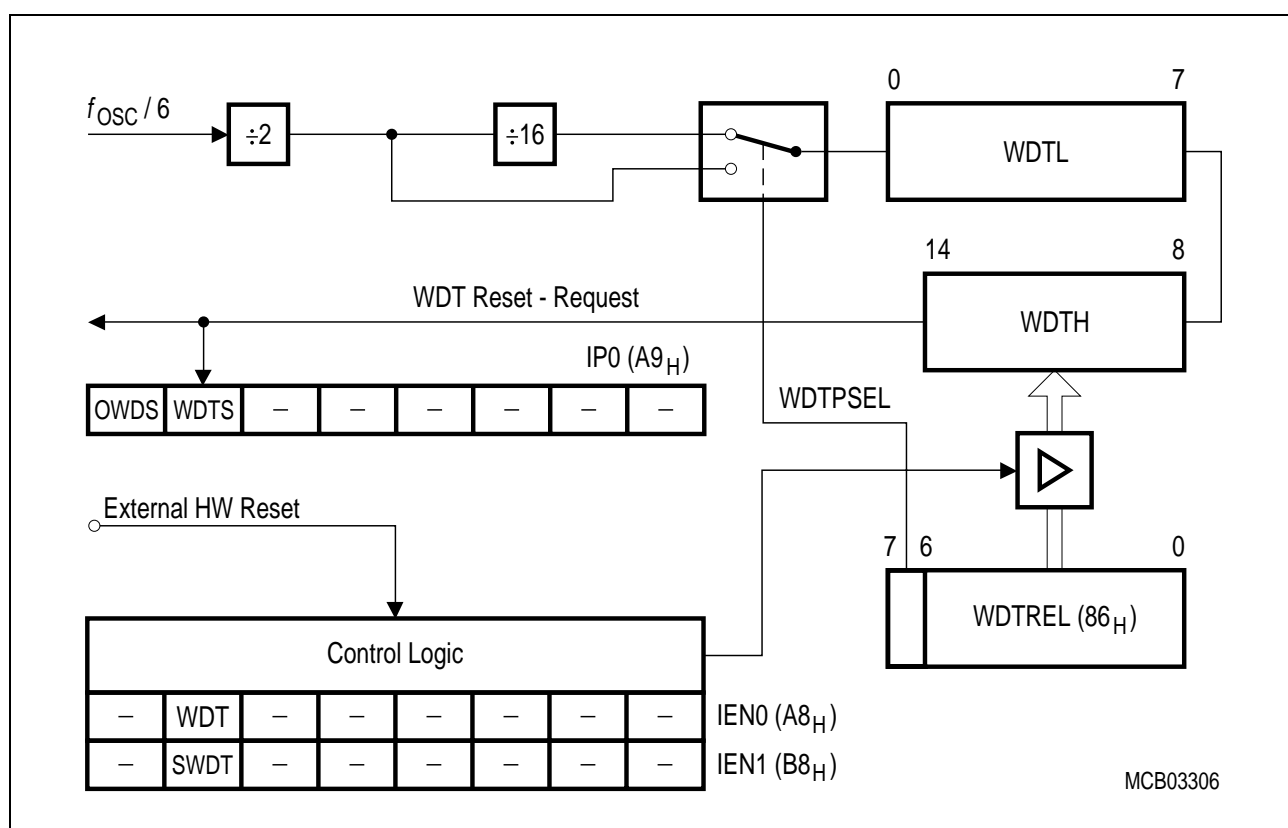 0 7
fOSC / 6
÷2 ÷16 WDTL
14 8
WDT Reset - Request
WDTH
IP0 (A9H)
OWDS WDTS – – – – – –
WDTPSEL
External HW Reset
7 6 0
WDTREL (86H)
Control Logic
– WDT – – – – – – IEN0 (A8H)
– SWDT – – – – – – IEN1 (B8H)
MCB03306